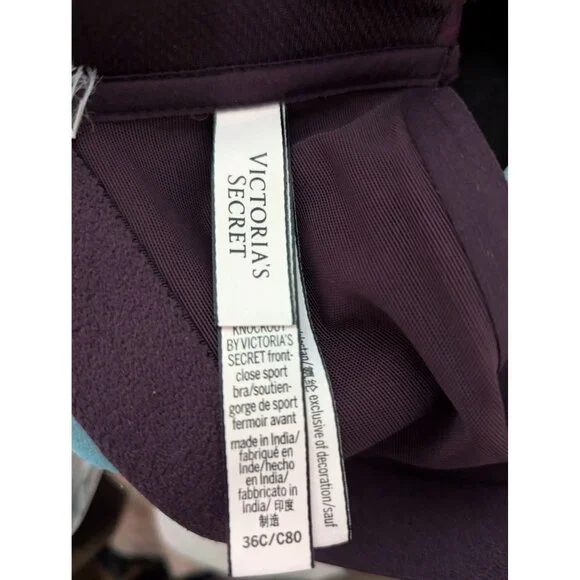 VICTORIA'S
SECRET
KNOCKOUT
BY VICTORIA'S
SECRET front-
close sport
bra/soutien-
gorge de sport
fermoir avant
made in India/
fabriqué en
Inde/hecho
en India/
fabbricato in
India/ 印度
制造
36C/C80
exclusive of decoration/sauf